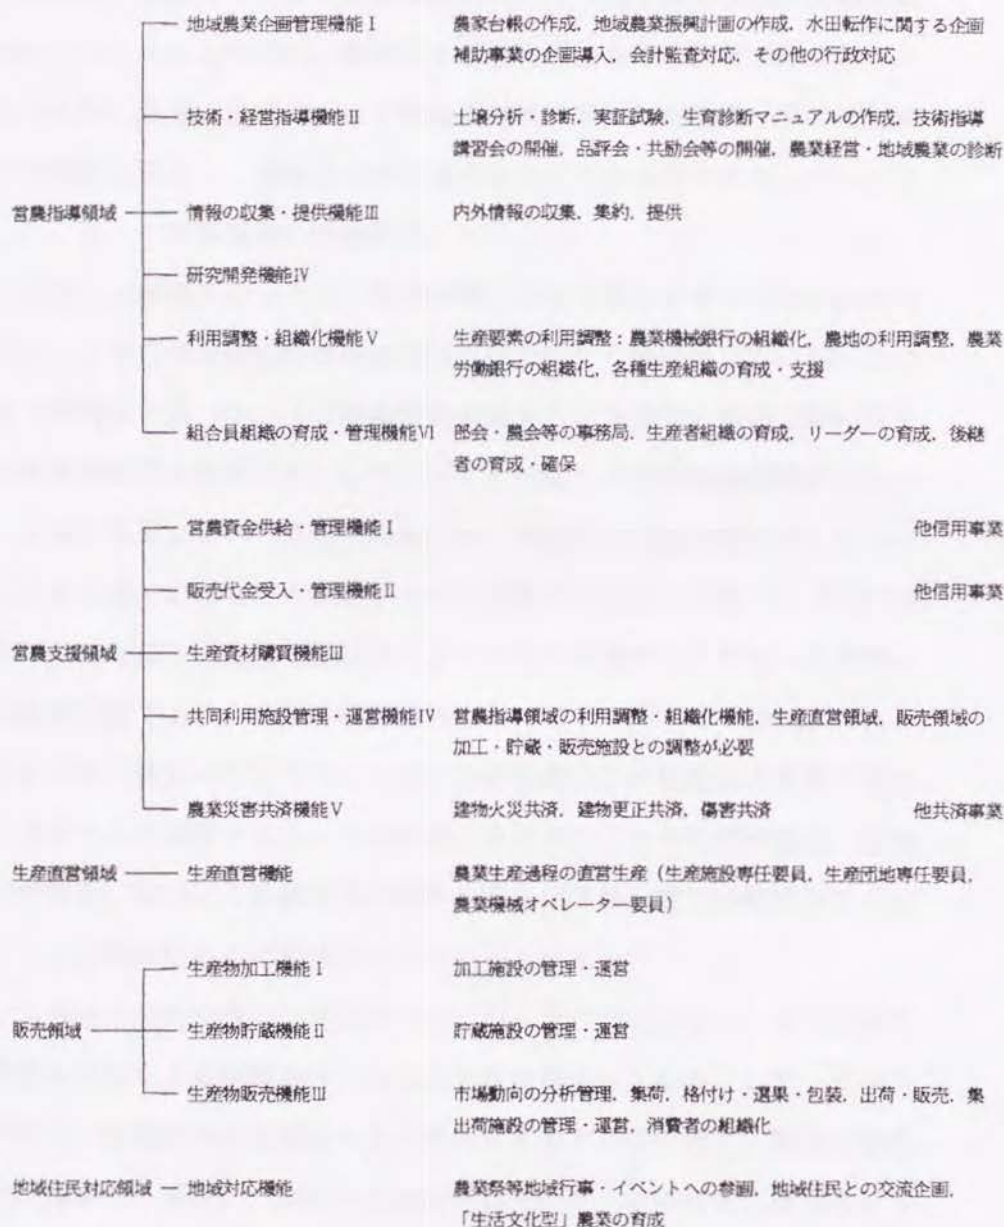 地域農業企画管理機能Ⅰ 農家台帳の作成，地域農業振興計画の作成，水田転作に関する企画
補助事業の企画導入，会計監査対応，その他の行政対応
技術・経営指導機能Ⅱ 土壌分析・診断，実証試験，生育診断マニュアルの作成，技術指導
講習会の開催，品評会・共励会等の開催，農業経営・地域農業の診断
営農指導領域 情報の収集・提供機能Ⅲ 内外情報の収集，集約，提供
研究開発機能Ⅳ
利用調整・組織化機能Ⅴ 生産要素の利用調整：農業機械銀行の組織化，農地の利用調整，農業
労働銀行の組織化，各種生産組織の育成・支援
組合員組織の育成・管理機能Ⅵ 部会・農会等の事務局，生産者組織の育成，リーダーの育成，後継
者の育成・確保
営農資金供給・管理機能Ⅰ 他信用事業
販売代金受入・管理機能Ⅱ 他信用事業
営農支援領域 生産資材購買機能Ⅲ
共同利用施設管理・運営機能Ⅳ 営農指導領域の利用調整・組織化機能，生産直営領域，販売領域の
加工・貯蔵・販売施設との調整が必要
農業災害共済機能Ⅴ 建物火災共済，建物更正共済，傷害共済 他共済事業
生産直営領域 生産直営機能 農業生産過程の直営生産（生産施設専任要員，生産団地専任要員，
農業機械オペレーター要員）
生産物加工機能Ⅰ 加工施設の管理・運営
販売領域 生産物貯蔵機能Ⅱ 貯蔵施設の管理・運営
生産物販売機能Ⅲ 市場動向の分析管理，集荷，格付け・選果・包装，出荷・販売，集
出荷施設の管理・運営，消費者の組織化
地域住民対応領域 地域対応機能 農業祭等地域行事・イベントへの参画，地域住民との交流企画，
「生活文化型」農業の育成